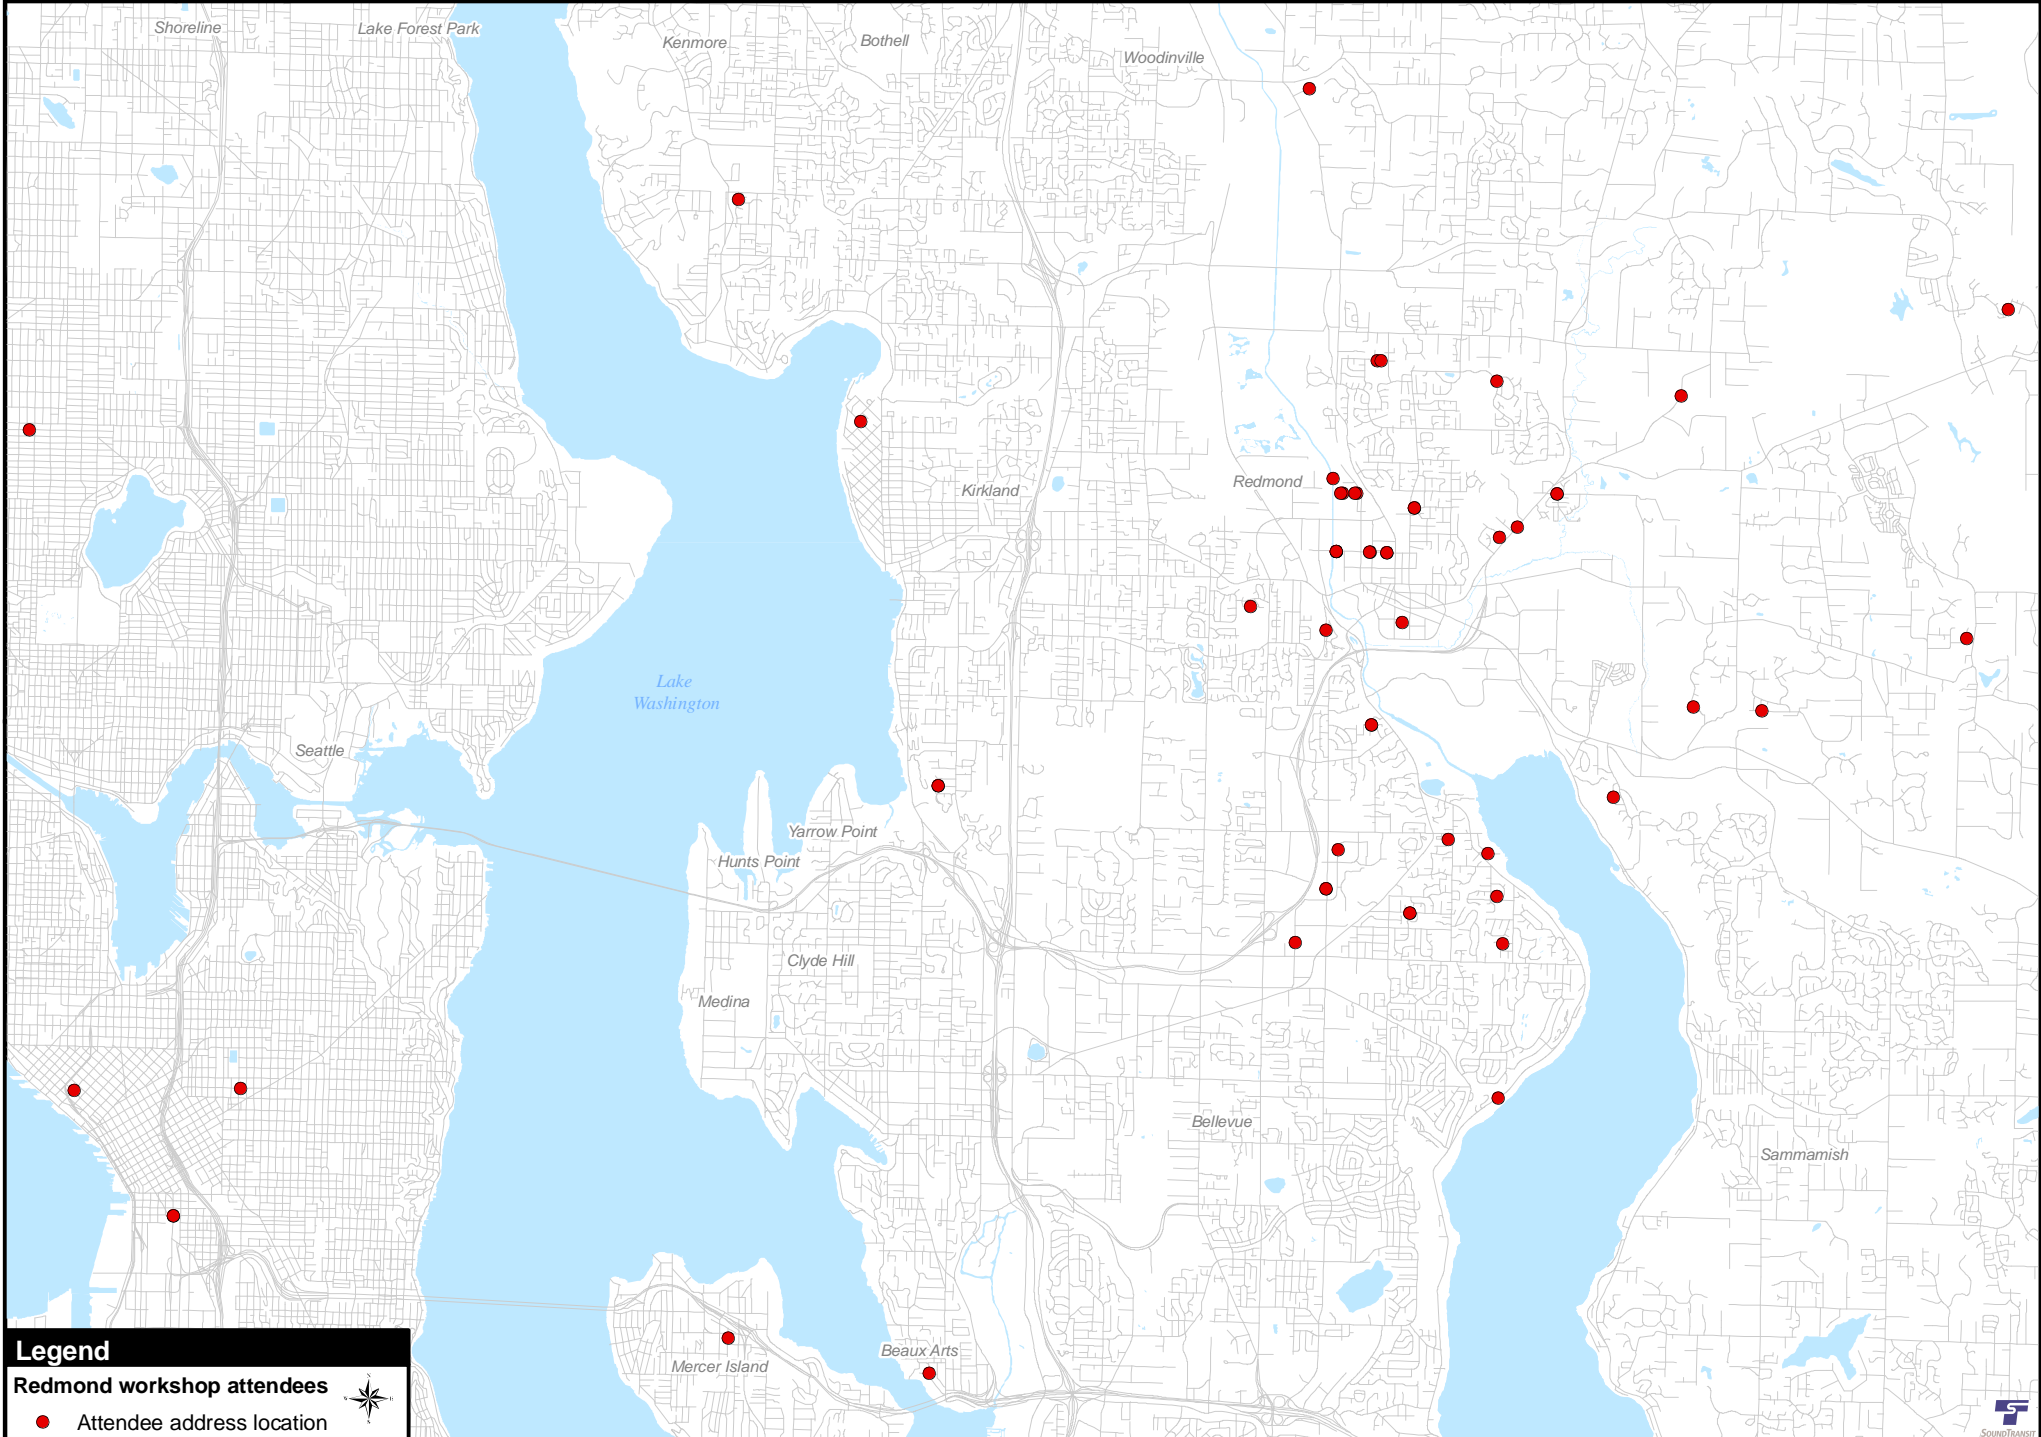 Shoreline
Lake Forest Park
Kenmore
Bothell
Woodinville
Redmond
Kirkland
Lake
Washington
Seattle
Yarrow Point
Hunts Point
Clyde Hill
Medina
Bellevue
Sammamish
Beaux Arts
Mercer Island
Legend
Redmond workshop attendees
Attendee address location
SOUNDTRANSIT